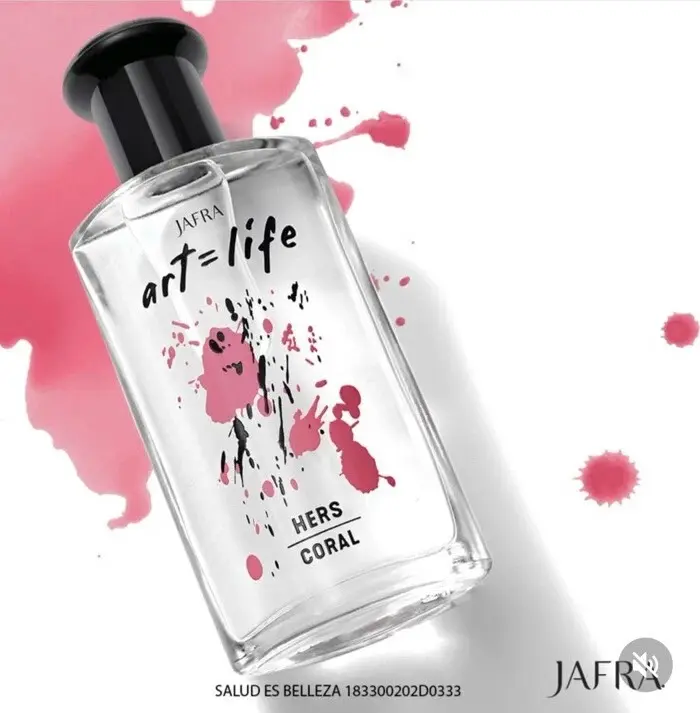 JAFRA
art=life
HERS
CORAL
SALUD ES BELLEZA 183300202D0333
JAFRA